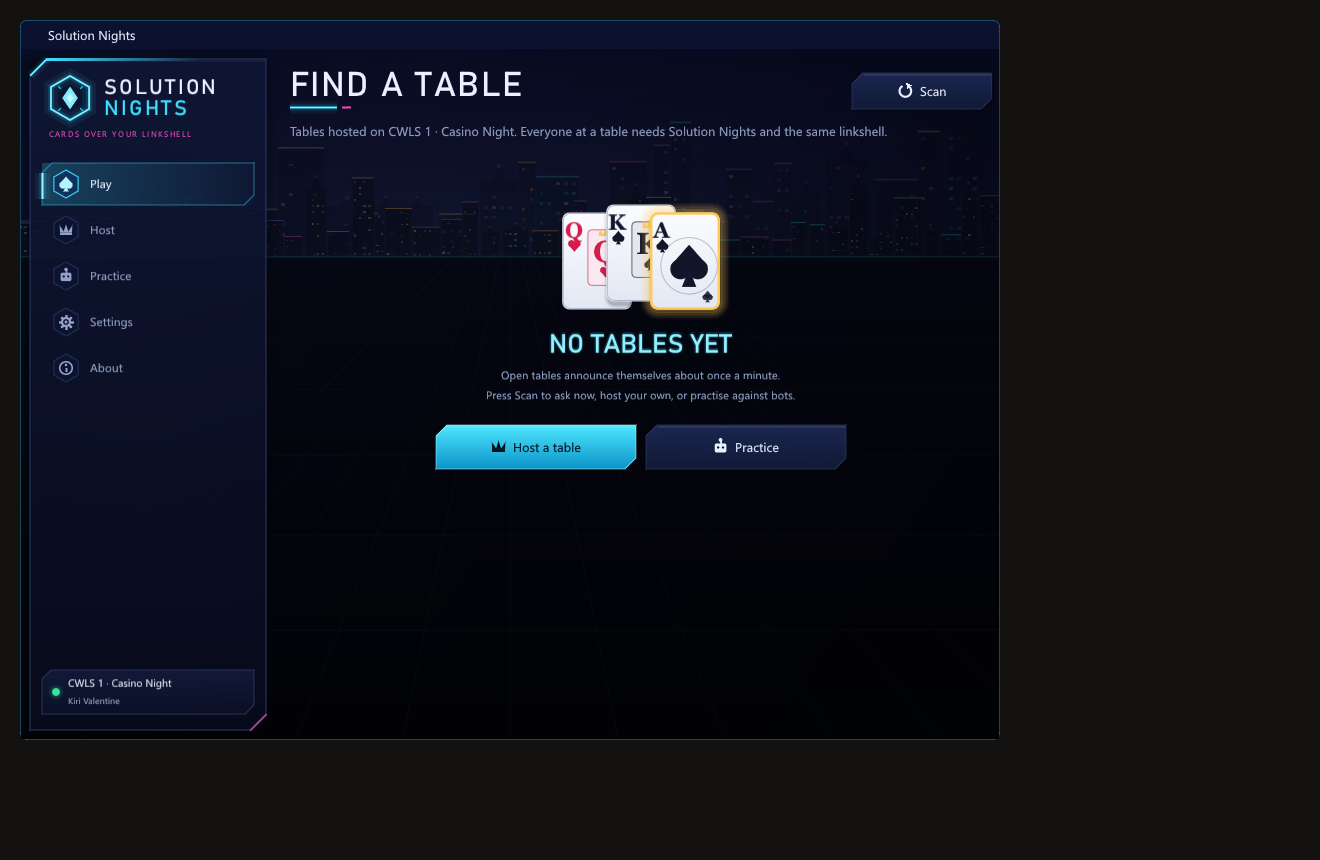 Solution Nights
SOLUTION
NIGHTS
CARDS OVER YOUR LINKSHELL
Play
Host
Practice
Settings
About
CWLS 1 · Casino Night
Kiri Valentine
FIND A TABLE
Scan
Tables hosted on CWLS 1 · Casino Night. Everyone at a table needs Solution Nights and the same linkshell.
Q
Q
K
K
A
NO TABLES YET
Open tables announce themselves about once a minute.
Press Scan to ask now, host your own, or practise against bots.
Host a table
Practice